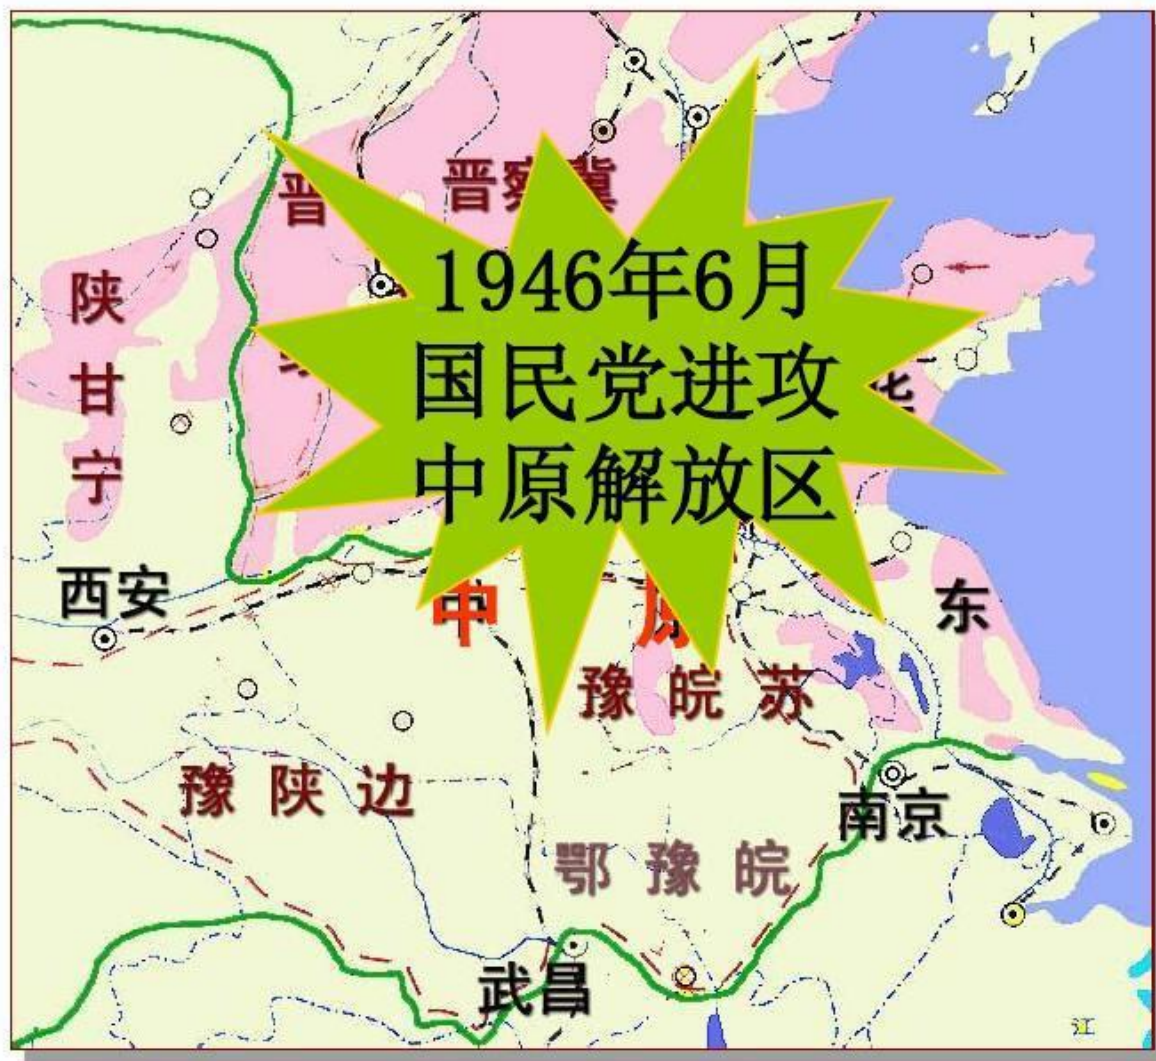 晋
晋察冀
1946年6月
国民党进攻
中原解放区
陕
甘
宁
华
西安
东
中原
豫皖苏
豫陕边
南京
鄂豫皖
武昌